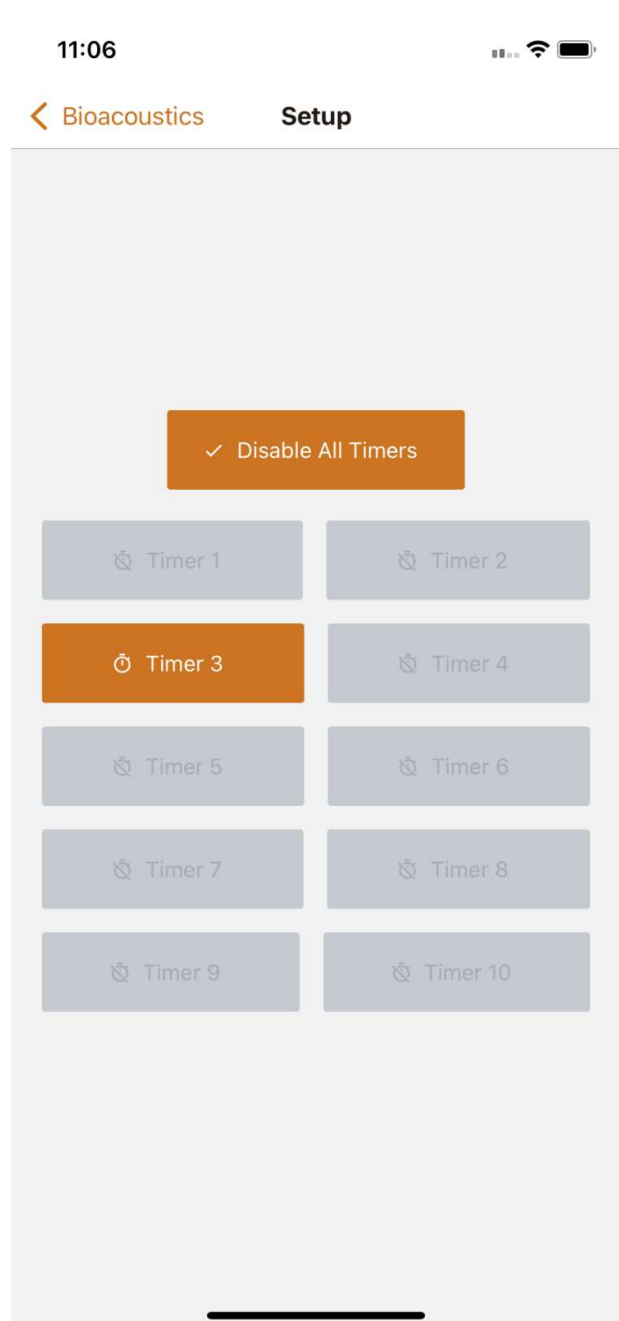 11:06
Bioacoustics Setup
Disable All Timers
Timer 1 Timer 2
Timer 3 Timer 4
Timer 5 Timer 6
Timer 7 Timer 8
Timer 9 Timer 10